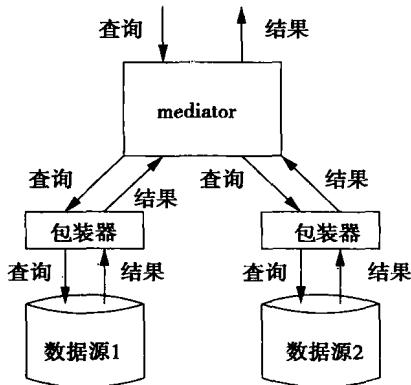 查询 结果
mediator
查询 结果 查询 结果
包装器 包装器
查询 结果 查询 结果
数据源1 数据源2